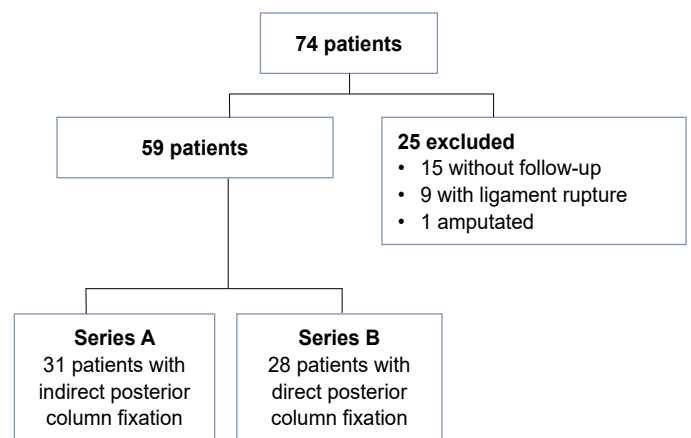 74 patients
59 patients
25 excluded
• 15 without follow-up
• 9 with ligament rupture
• 1 amputated
Series A
31 patients with
indirect posterior
column fixation
Series B
28 patients with
direct posterior
column fixation